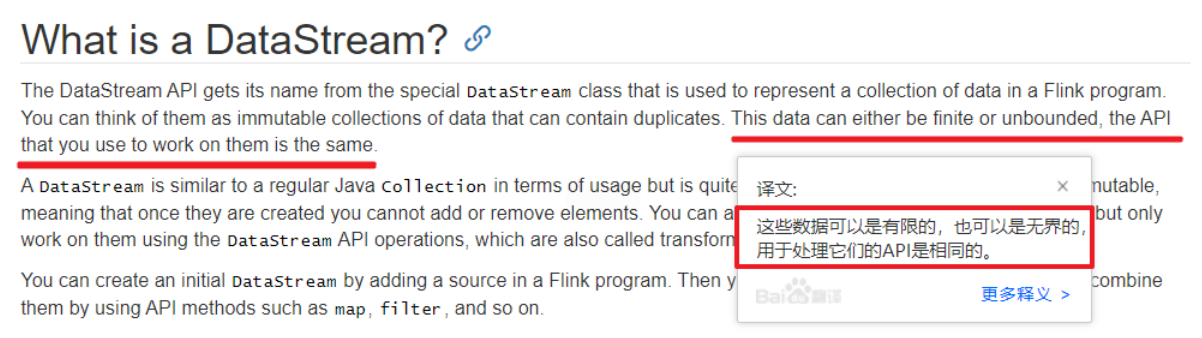 What is a DataStream?
The DataStream API gets its name from the special DataStream class that is used to represent a collection of data in a Flink program.
You can think of them as immutable collections of data that can contain duplicates. This data can either be finite or unbounded, the API
that you use to work on them is the same.
A DataStream is similar to a regular Java Collection in terms of usage but is quite
meaning that once they are created you cannot add or remove elements. You can a but only
work on them using the DataStream API operations, which are also called transform
You can create an initial DataStream by adding a source in a Flink program. Then y combine
them by using API methods such as map, filter, and so on.
译文: ×
这些数据可以是有限的，也可以是无界的，
用于处理它们的API是相同的。
Bai 翻译 更多释义 >